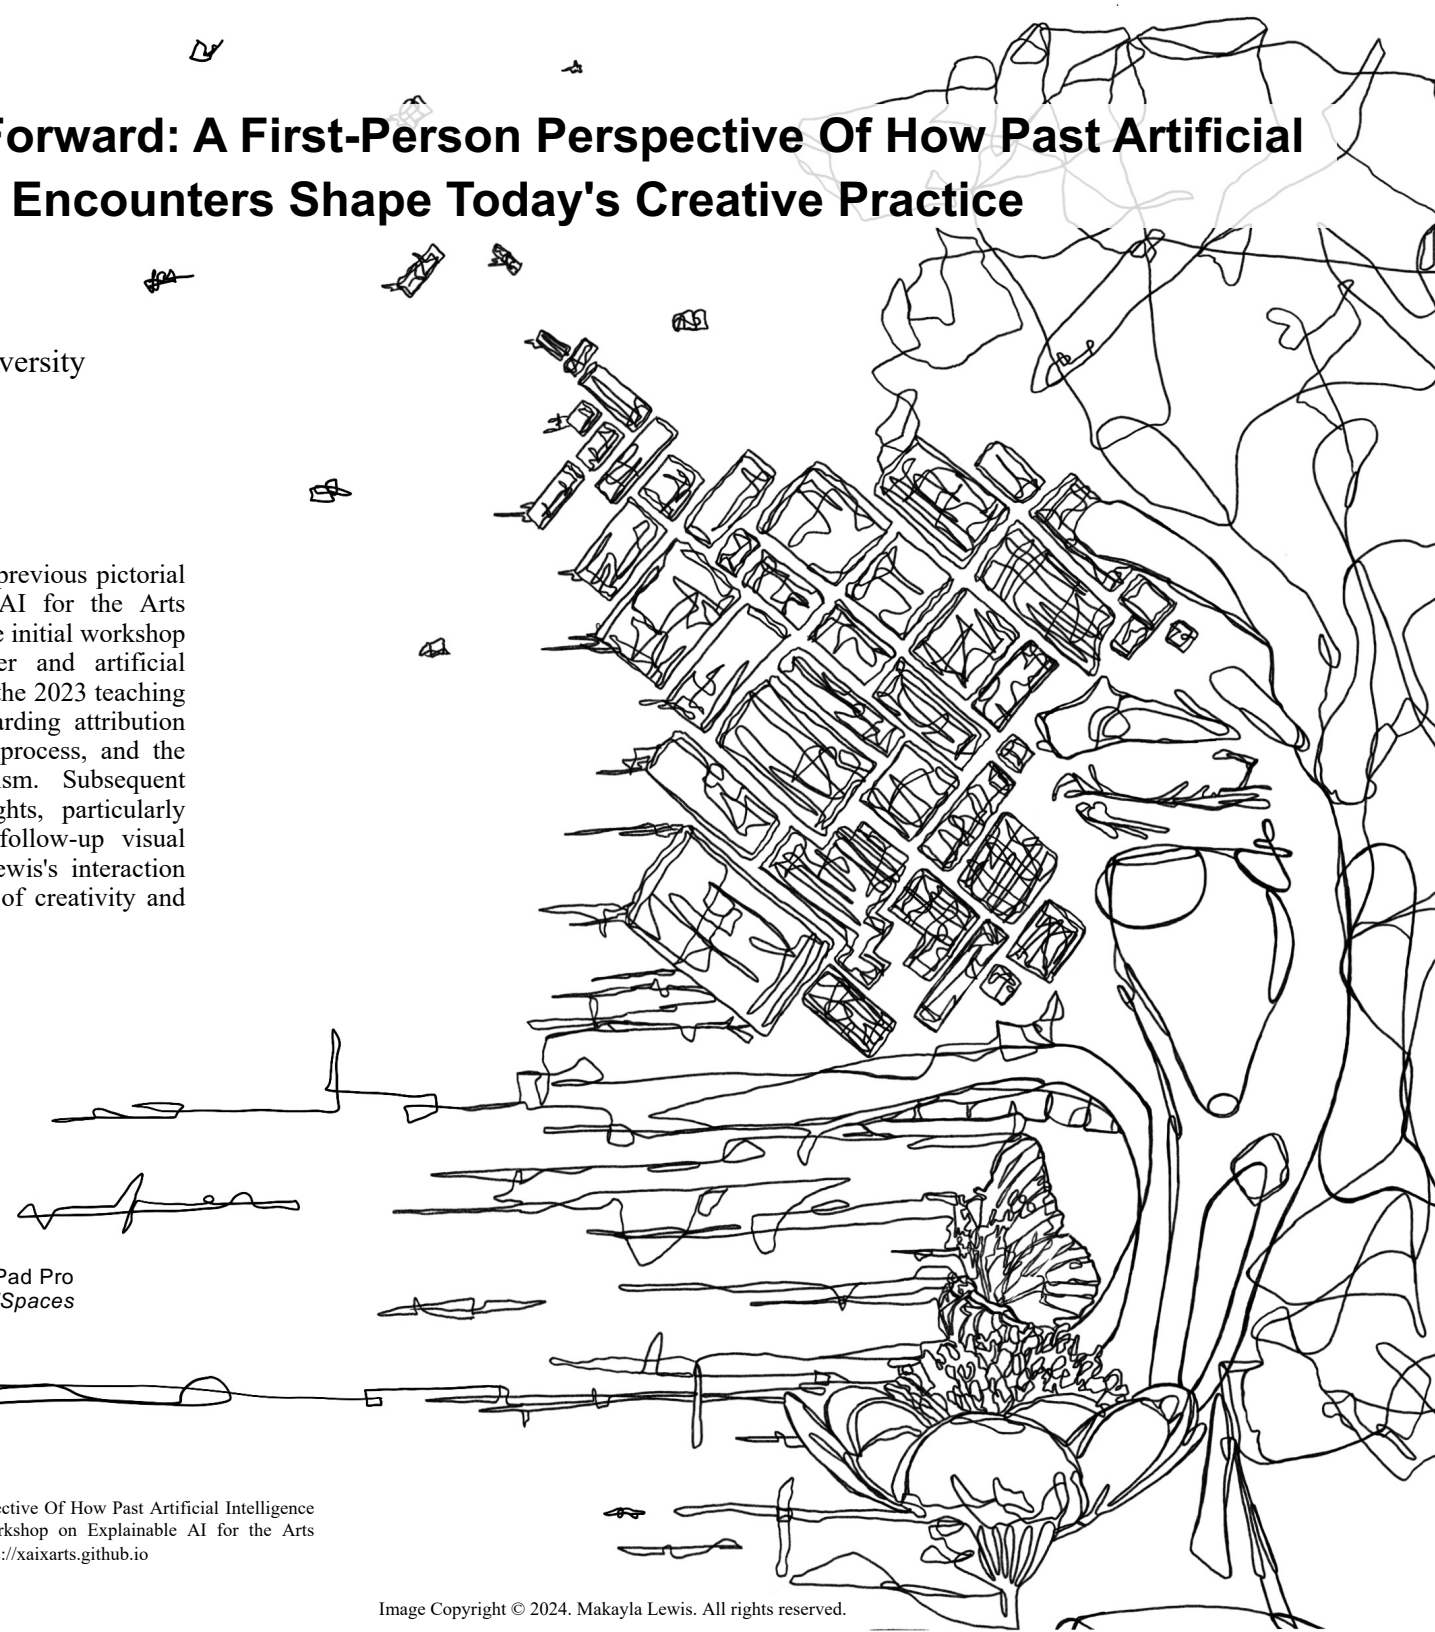 Forward: A First-Person Perspective Of How Past Artificial
Encounters Shape Today's Creative Practice
versity
previous pictorial
AI for the Arts
initial workshop
er and artificial
the 2023 teaching
arding attribution
process, and the
ism. Subsequent
ghts, particularly
follow-up visual
ewis's interaction
of creativity and
Pad Pro
Spaces
ective Of How Past Artificial Intelligence
rkshop on Explainable AI for the Arts
://xaixarts.github.io
Image Copyright © 2024. Makayla Lewis. All rights reserved.